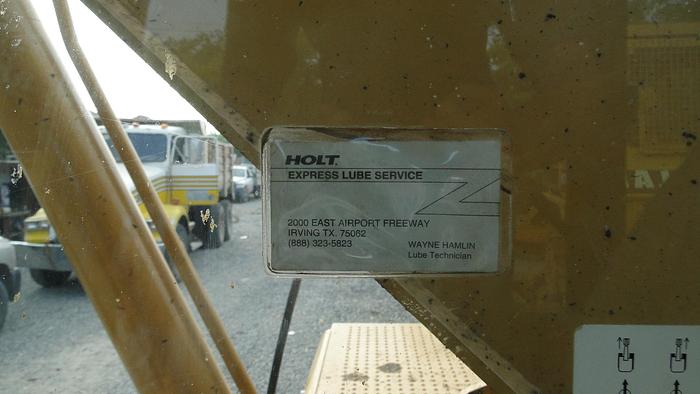 HOLT.
EXPRESS LUBE SERVICE
2000 EAST AIRPORT FREEWAY
IRVING TX. 75062
(888) 323-5823
WAYNE HAMLIN
Lube Technician